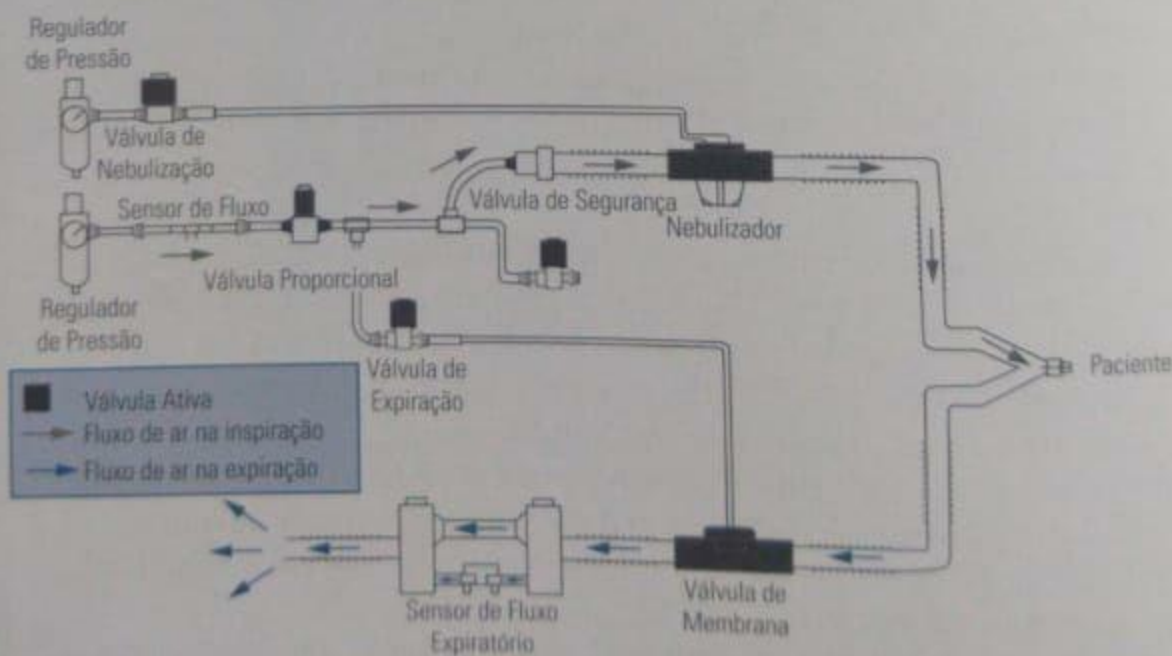 Regulador
de Pressão
Válvula de
Nebulização
Sensor de Fluxo
Válvula de Segurança
Nebulizador
Válvula Proporcional
Regulador
de Pressão
Válvula de
Expiração
Paciente
Válvula Ativa
Fluxo de ar na inspiração
Fluxo de ar na expiração
Sensor de Fluxo
Expiratório
Válvula de
Membrana